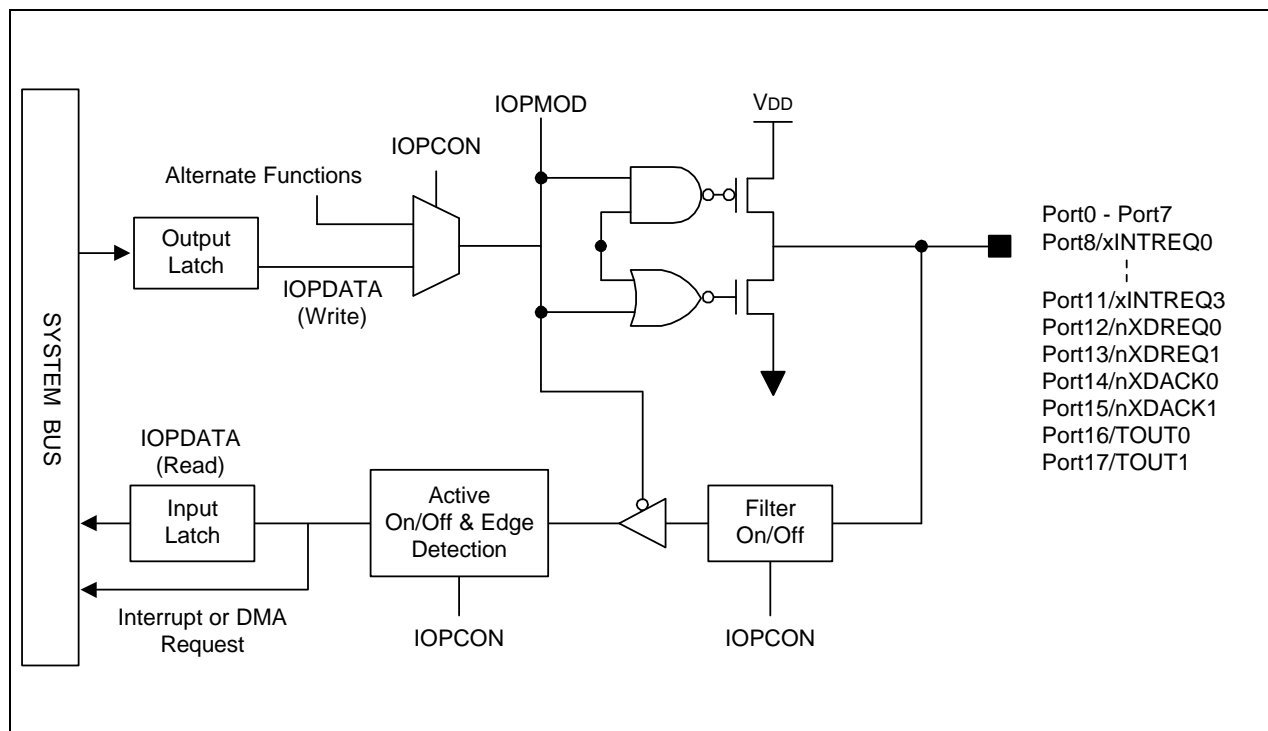 IOPMOD
VDD
IOPCON
Alternate Functions
Output
Latch
IOPDATA
(Write)
SYSTEM BUS
Port0 - Port7
Port8/xINTREQ0
Port11/xINTREQ3
Port12/nXDREQ0
Port13/nXDREQ1
Port14/nXDACK0
Port15/nXDACK1
Port16/TOUT0
Port17/TOUT1
IOPDATA
(Read)
Input
Latch
Active
On/Off & Edge
Detection
Filter
On/Off
Interrupt or DMA
Request
IOPCON
IOPCON